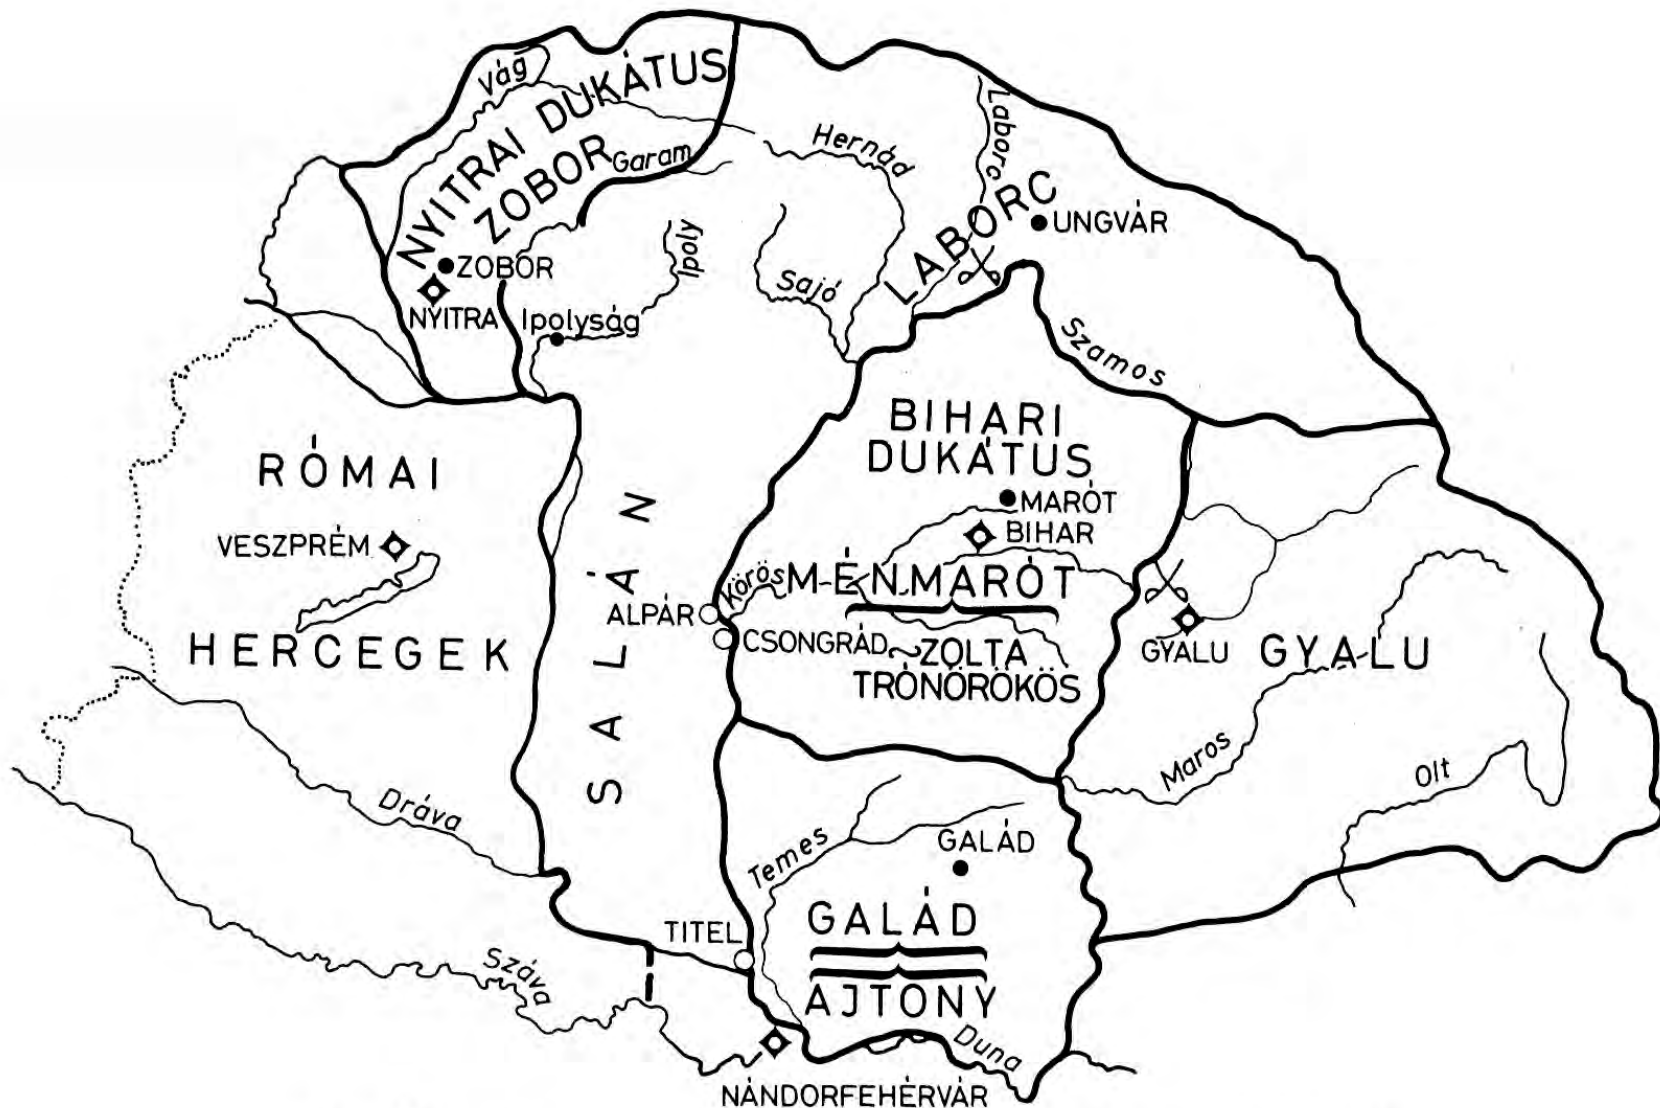 Vág
NYITRAI DUKÁTUS
ZOBOR
Garam
Hernád
Laborc
LABORC
UNGVÁR
ZOBOR
NYITRA
Ipolyság
Ipoly
Sajó
Szamos
BIHARI
DUKÁTUS
MARÓT
BIHAR
RÓMAI
VESZPRÉM
HERCEGEK
SALÁN
ALPÁR
Körös
MÉNMARÓT
CSONGRÁD
ZOLTA
TRÓNÖRÖKÖS
GYALU
GYALU
Maros
Olt
Dráva
Temes
GALÁD
GALÁD
AJTONY
TITEL
Száva
Duna
NÁNDORFEHÉRVÁR